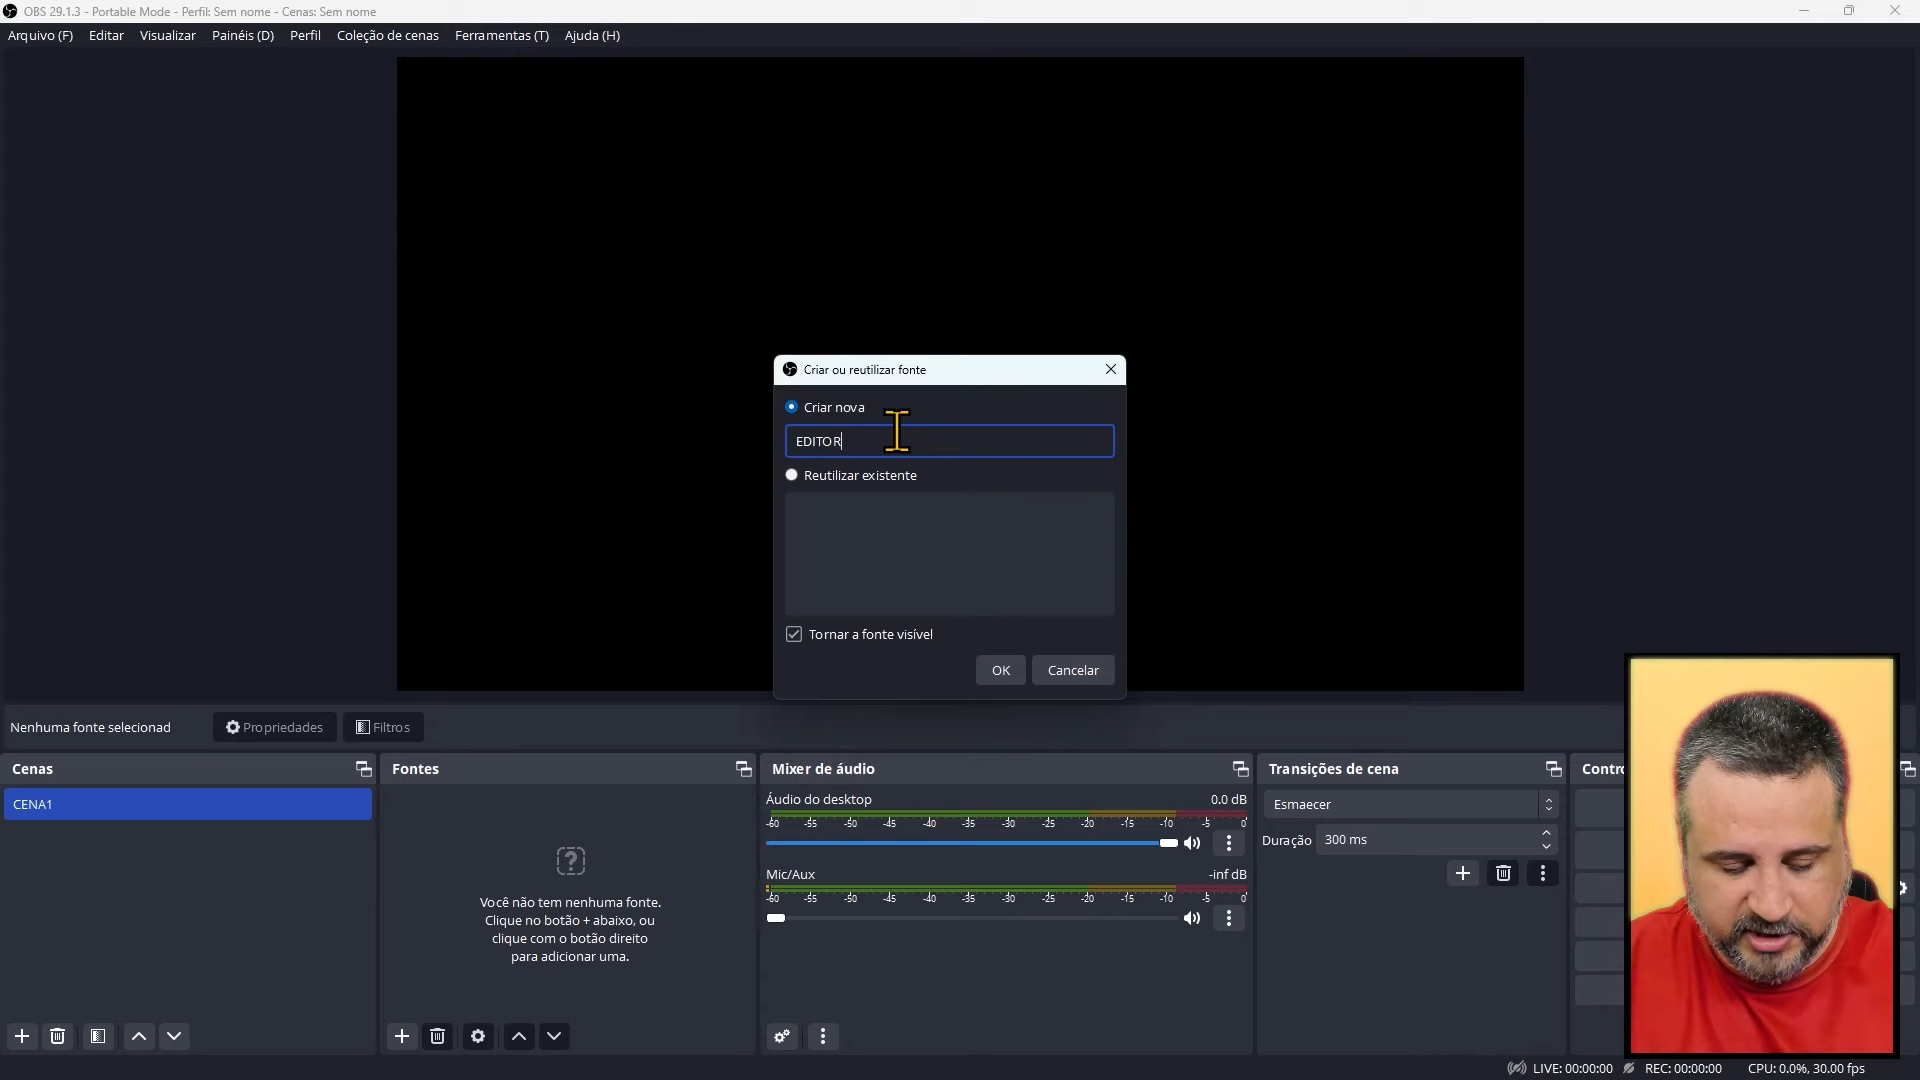 OBS 29.1.3 - Portable Mode - Perfil: Sem nome - Cenas: Sem nome
Arquivo (F) Editar Visualizar Painéis (D) Perfil Coleção de cenas Ferramentas (T) Ajuda (H)
Criar ou reutilizar fonte
Criar nova
EDITOR
Reutilizar existente
Tornar a fonte visível
OK Cancelar
Nenhuma fonte selecionad Propriedades Filtros
Cenas
CENA1
Fontes
Você não tem nenhuma fonte.
Clique no botão + abaixo, ou
clique com o botão direito
para adicionar uma.
Mixer de áudio
Áudio do desktop 0.0 dB
-60 -55 -50 -45 -40 -35 -30 -25 -20 -15 -10 -5 0
Mic/Aux -inf dB
-60 -55 -50 -45 -40 -35 -30 -25 -20 -15 -10 -5 0
Transições de cena
Esmaecer
Duração 300 ms
Contro
LIVE: 00:00:00 REC: 00:00:00 CPU: 0.0%, 30.00 fps